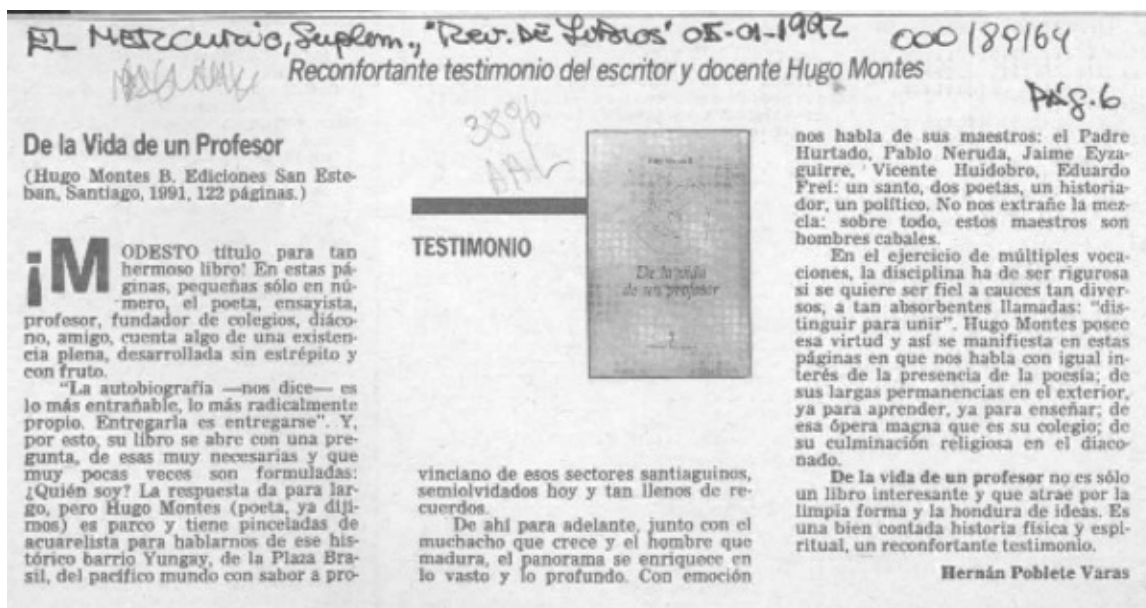 EL MERCURIO, Suplem., "Rev. DE LIBROS" 05-01-1992 000189164
Reconfortante testimonio del escritor y docente Hugo Montes
PÁG. 6
3896
AAL
De la Vida de un Profesor
(Hugo Montes B. Ediciones San Este-
ban, Santiago, 1991, 122 páginas.)
¡MODESTO título para tan
hermoso libro! En estas pá-
ginas, pequeñas sólo en nú-
mero, el poeta, ensayista,
profesor, fundador de colegios, diáco-
no, amigo, cuenta algo de una existen-
cia plena, desarrollada sin estrépito y
con fruto.
"La autobiografía —nos dice— es
lo más entrañable, lo más radicalmente
propio. Entregarla es entregarse". Y,
por esto, su libro se abre con una pre-
gunta, de esas muy necesarias y que
muy pocas veces son formuladas:
¿Quién soy? La respuesta da para lar-
go, pero Hugo Montes (poeta, ya diji-
mos) es parco y tiene pinceladas de
acuarelista para hablarnos de ese his-
tórico barrio Yungay, de la Plaza Bra-
sil, del pacífico mundo con sabor a pro-
TESTIMONIO
De la vida
de un profesor
vinciano de esos sectores santiaguinos,
semiolvidados hoy y tan llenos de re-
cuerdos.
De ahí para adelante, junto con el
muchacho que crece y el hombre que
madura, el panorama se enriquece en
lo vasto y lo profundo. Con emoción
nos habla de sus maestros: el Padre
Hurtado, Pablo Neruda, Jaime Eyza-
guirre, Vicente Huidobro, Eduardo
Frei: un santo, dos poetas, un historia-
dor, un político. No nos extrañe la mez-
cla: sobre todo, estos maestros son
hombres cabales.
En el ejercicio de múltiples voca-
ciones, la disciplina ha de ser rigurosa
si se quiere ser fiel a cauces tan diver-
sos, a tan absorbentes llamadas: "dis-
tinguir para unir". Hugo Montes posee
esa virtud y así se manifiesta en estas
páginas en que nos habla con igual in-
terés de la presencia de la poesía; de
sus largas permanencias en el exterior,
ya para aprender, ya para enseñar; de
esa ópera magna que es su colegio; de
su culminación religiosa en el diaco-
nado.
De la vida de un profesor no es sólo
un libro interesante y que atrae por la
limpia forma y la hondura de ideas. Es
una bien contada historia física y espi-
ritual, un reconfortante testimonio.
Hernán Poblete Varas